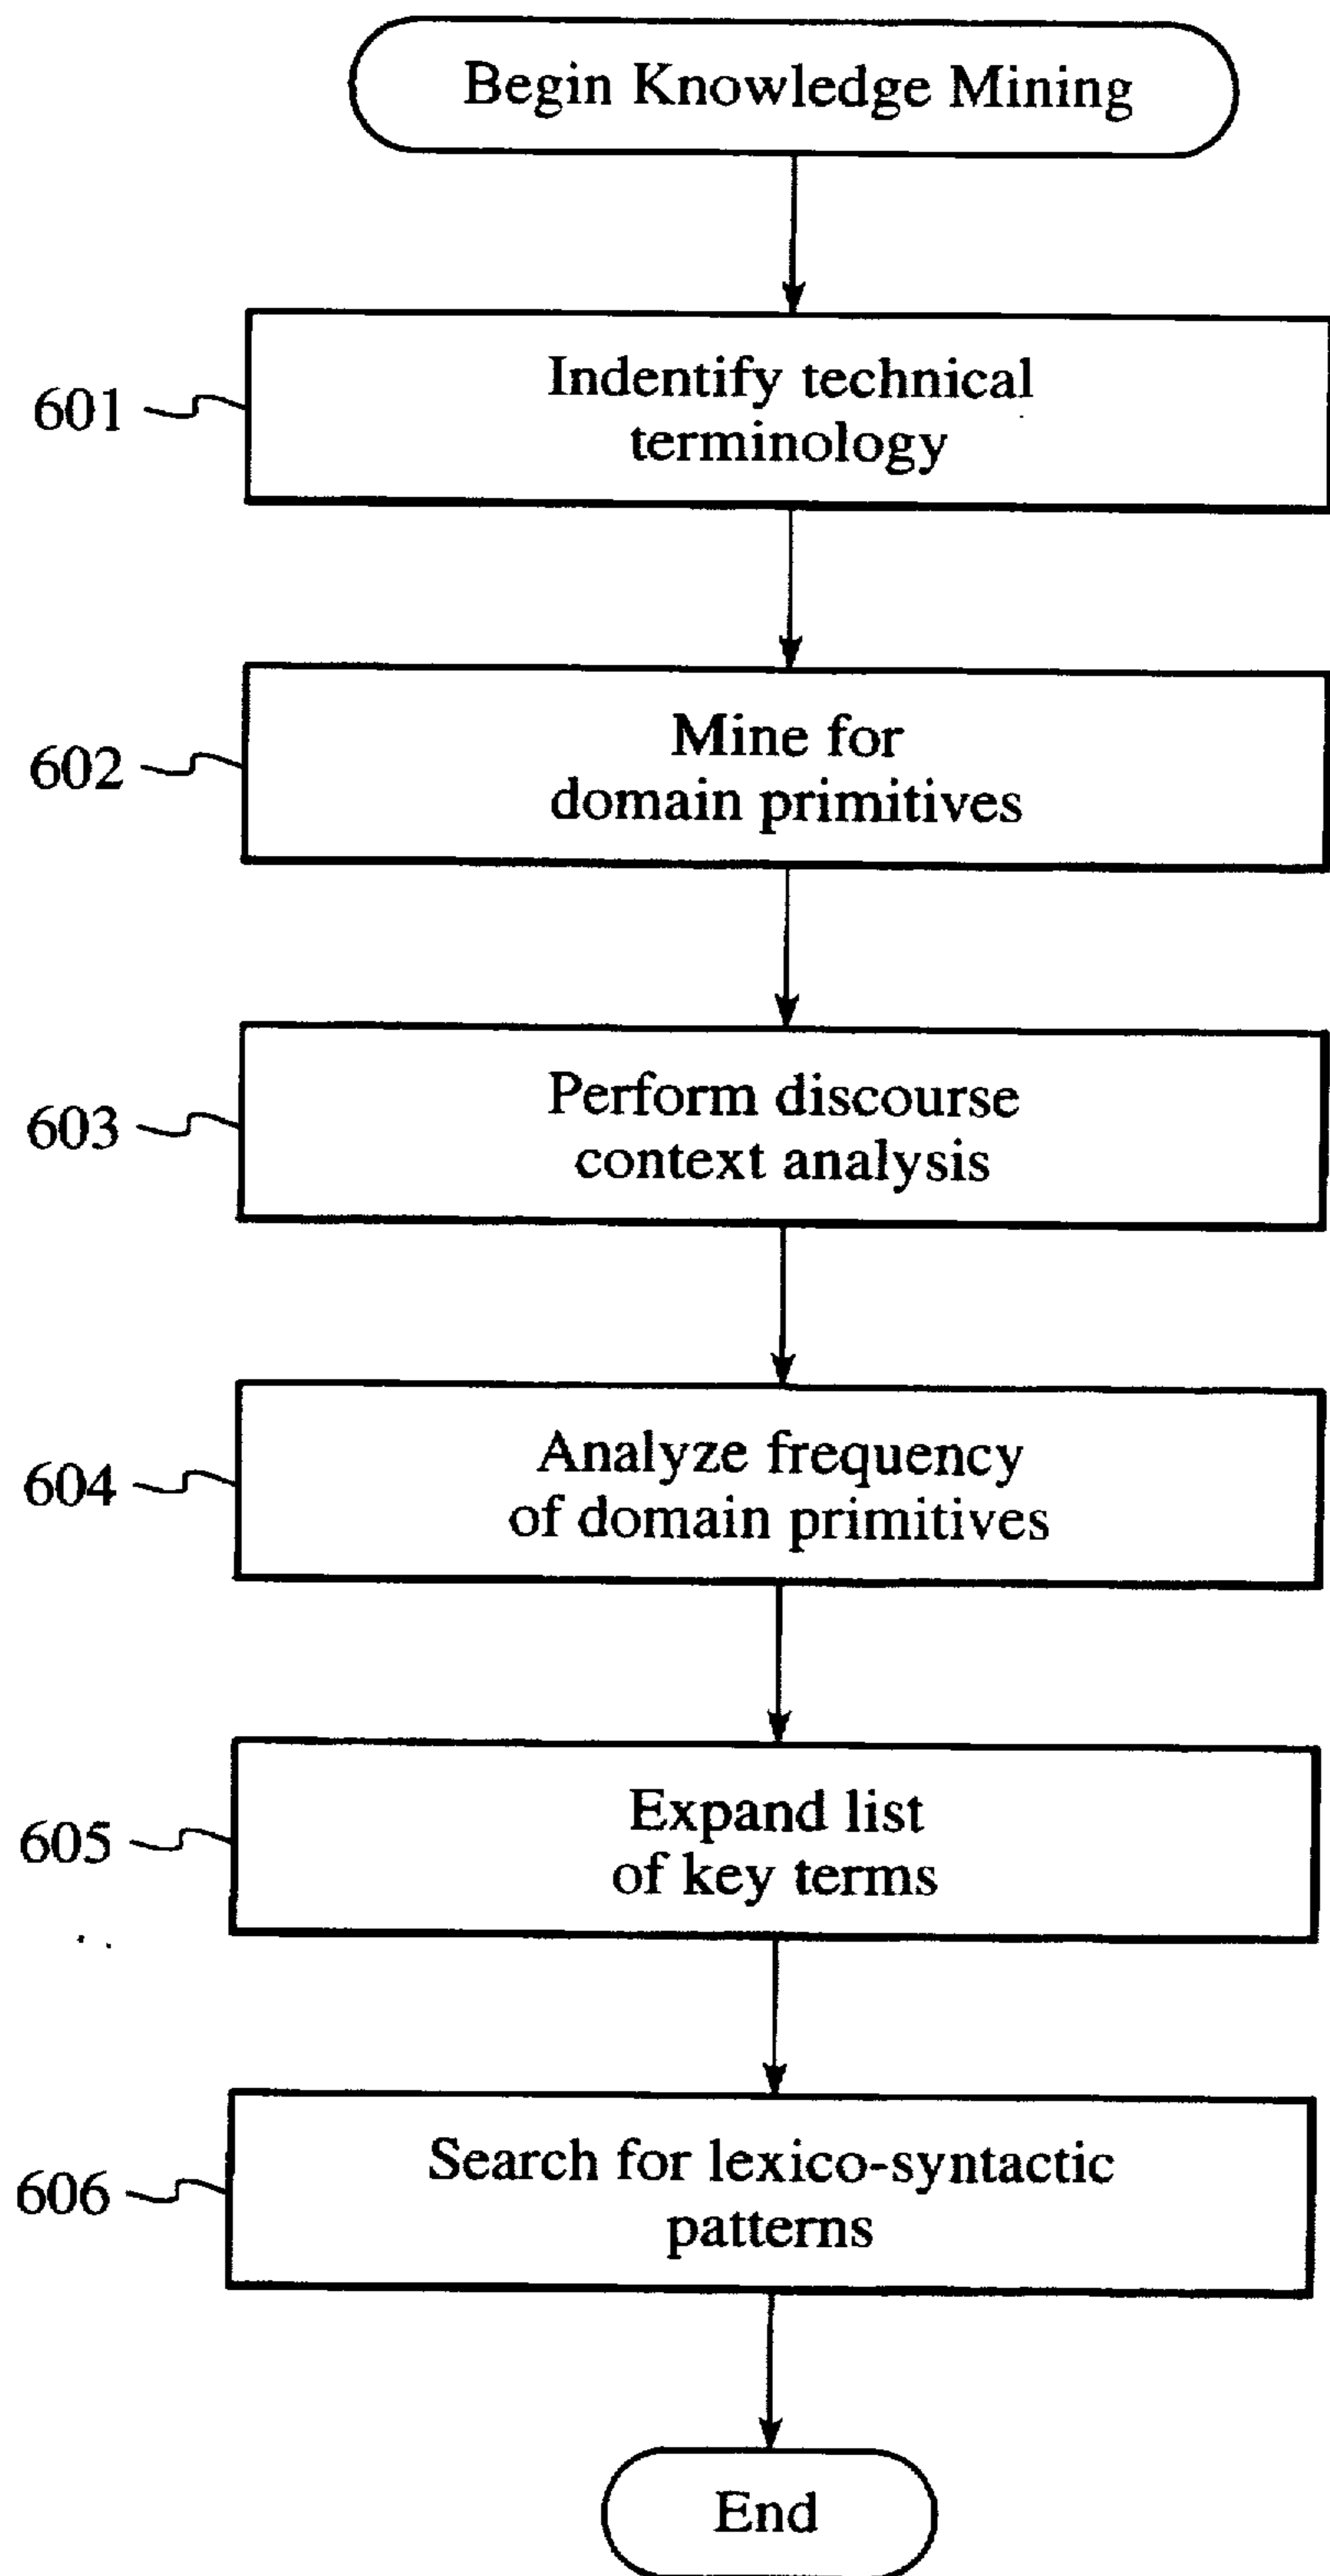 Begin Knowledge Mining
601
Indentify technical
terminology
602
Mine for
domain primitives
603
Perform discourse
context analysis
604
Analyze frequency
of domain primitives
605
Expand list
of key terms
606
Search for lexico-syntactic
patterns
End